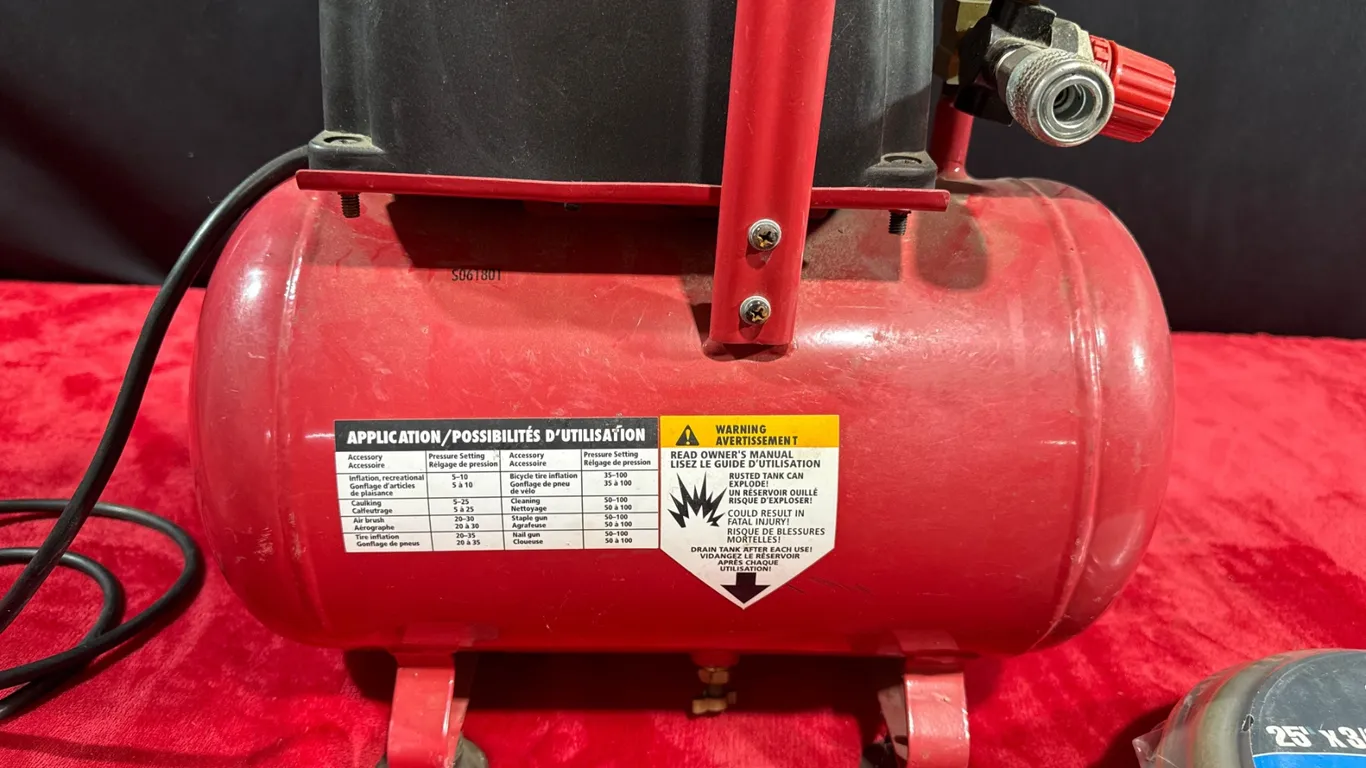 S061801
APPLICATION/POSSIBILITÉS D'UTILISATION
Accessory Pressure Setting Accessory Pressure Setting
Accessoire Réglage de pression Accessoire Réglage de pression
Inflation, recreational 5–10 Bicycle tire inflation 35–100
Gonflage d'articles 5 à 10 Gonflage de pneu 35 à 100
de plaisance de vélo
Caulking 5–25 Cleaning 50–100
Calfeutrage 5 à 25 Nettoyage 50 à 100
Air brush 20–30 Staple gun 50–100
Aérographe 20 à 30 Agrafeuse 50 à 100
Tire inflation 20–35 Nail gun 50–100
Gonflage de pneus 20 à 35 Cloueuse 50 à 100
WARNING
AVERTISSEMENT
READ OWNER'S MANUAL
LISEZ LE GUIDE D'UTILISATION
RUSTED TANK CAN
EXPLODE!
UN RÉSERVOIR OUILLÉ
RISQUE D'EXPLOSER!
COULD RESULT IN
FATAL INJURY!
RISQUE DE BLESSURES
MORTELLES!
DRAIN TANK AFTER EACH USE!
VIDANGEZ LE RÉSERVOIR
APRÈS CHAQUE
UTILISATION!
25' X 3/